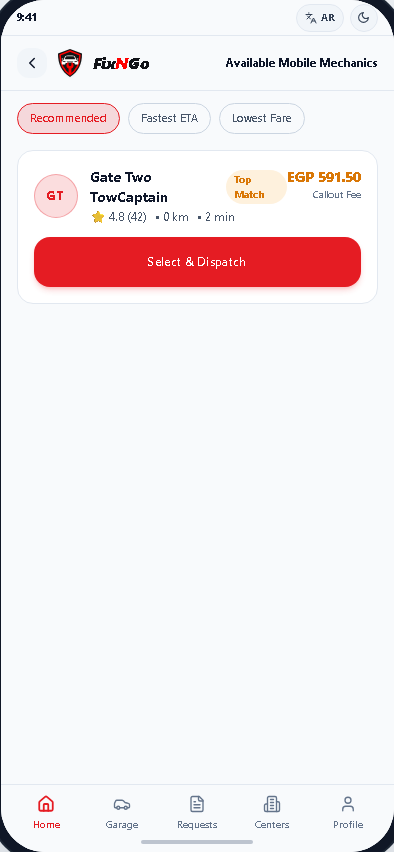 9:41
AR
FixNGo
Available Mobile Mechanics
Recommended
Fastest ETA
Lowest Fare
GT
Gate Two
TowCaptain
Top
Match
EGP 591.50
Callout Fee
4.8 (42) • 0 km • 2 min
Select & Dispatch
Home
Garage
Requests
Centers
Profile